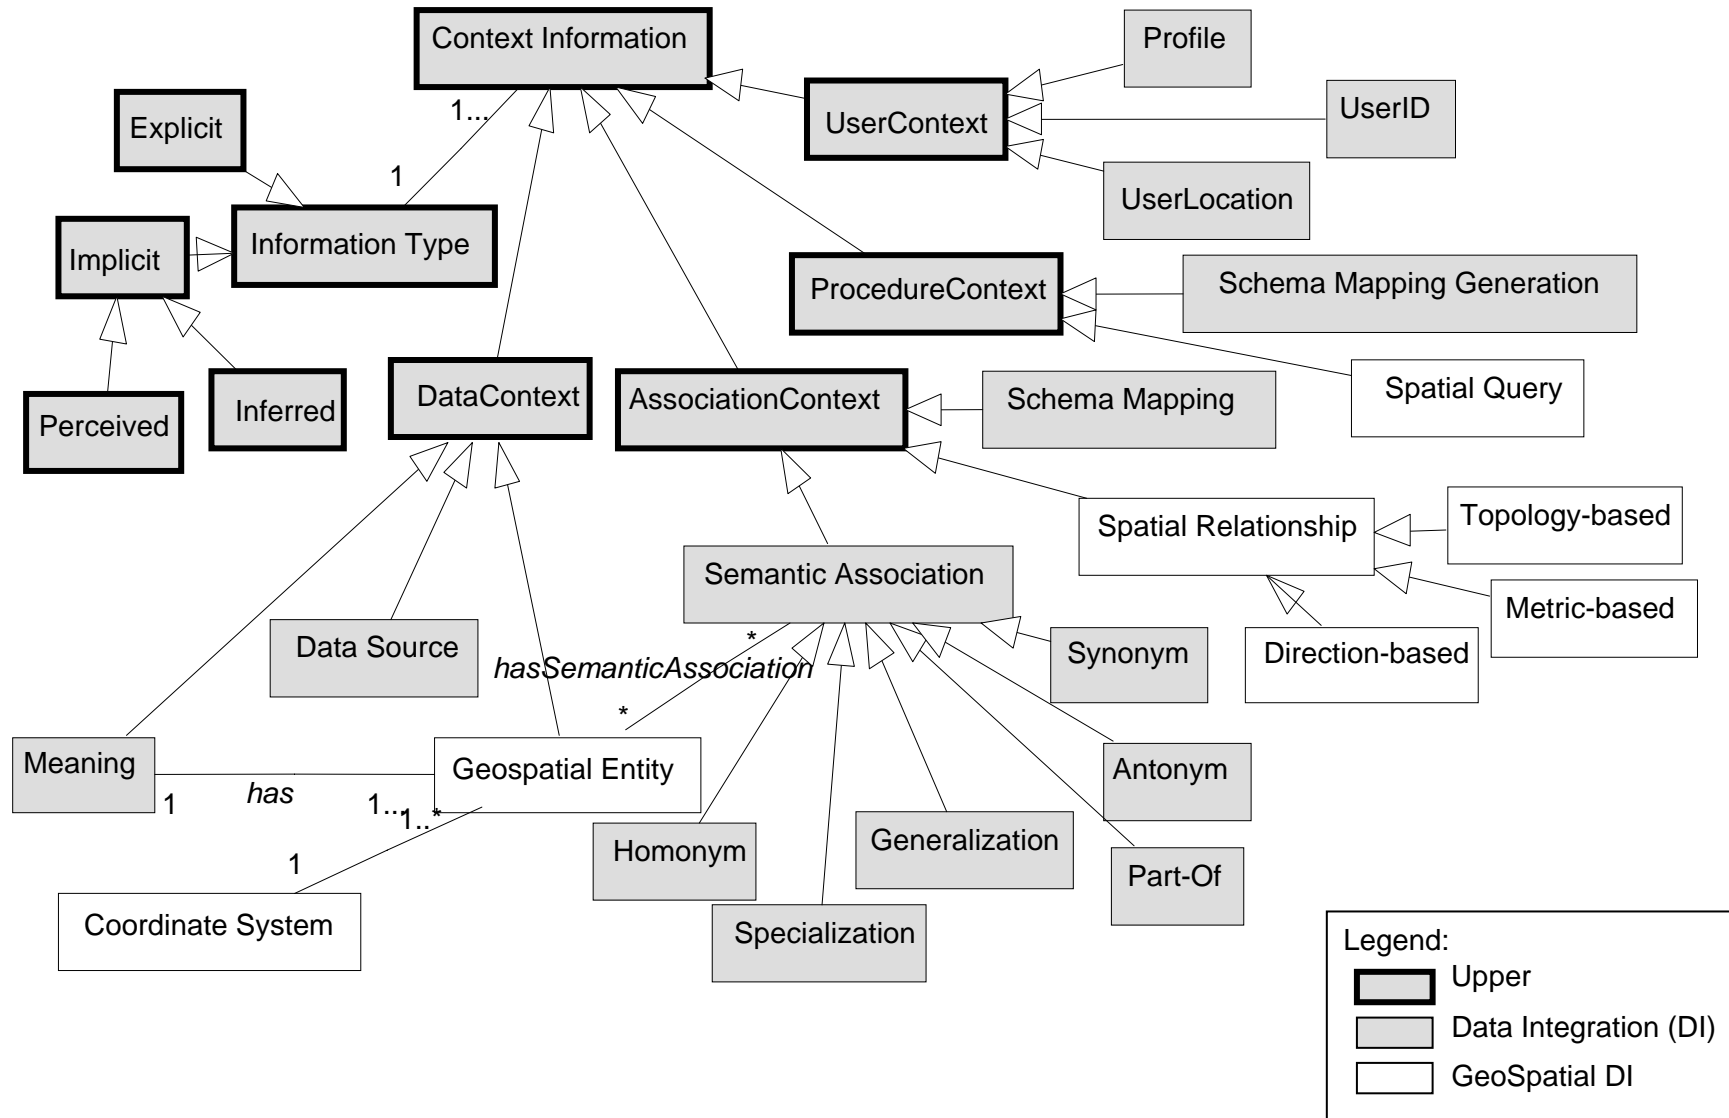 Context Information
Profile
UserID
UserContext
UserLocation
1...
1
Explicit
Implicit
Information Type
Perceived
Inferred
ProcedureContext
Schema Mapping Generation
Spatial Query
DataContext
AssociationContext
Schema Mapping
Spatial Relationship
Topology-based
Metric-based
Direction-based
Semantic Association
Data Source
*
hasSemanticAssociation
*
Synonym
Meaning
1
has
1...
Geospatial Entity
1..*
1
Coordinate System
Antonym
Homonym
Generalization
Part-Of
Specialization
Legend:
Upper
Data Integration (DI)
GeoSpatial DI